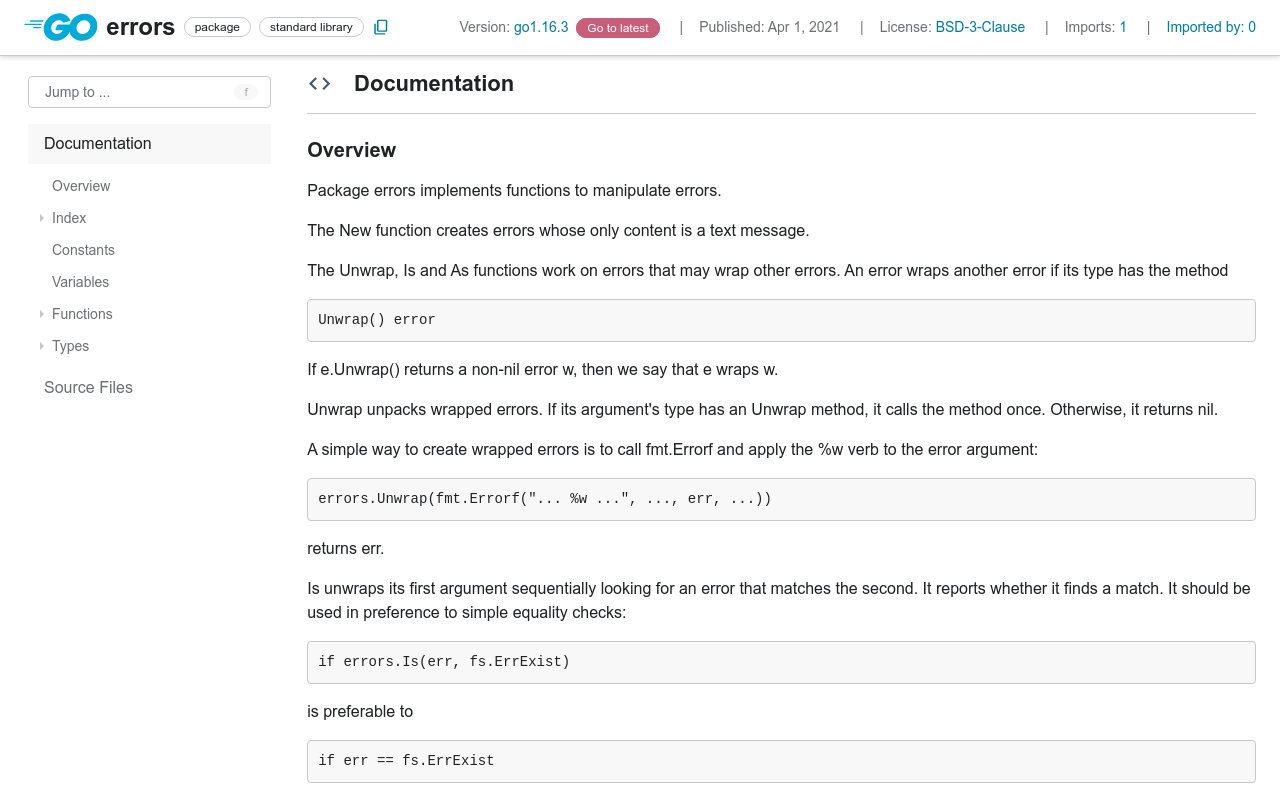 GO errors package standard library Version: go1.16.3 Go to latest | Published: Apr 1, 2021 | License: BSD-3-Clause | Imports: 1 | Imported by: 0
Jump to ... f
Documentation
Overview
Index
Constants
Variables
Functions
Types
Source Files
Documentation
Overview
Package errors implements functions to manipulate errors.
The New function creates errors whose only content is a text message.
The Unwrap, Is and As functions work on errors that may wrap other errors. An error wraps another error if its type has the method
Unwrap() error
If e.Unwrap() returns a non-nil error w, then we say that e wraps w.
Unwrap unpacks wrapped errors. If its argument's type has an Unwrap method, it calls the method once. Otherwise, it returns nil.
A simple way to create wrapped errors is to call fmt.Errorf and apply the %w verb to the error argument:
errors.Unwrap(fmt.Errorf("... %w ...", ..., err, ...))
returns err.
Is unwraps its first argument sequentially looking for an error that matches the second. It reports whether it finds a match. It should be
used in preference to simple equality checks:
if errors.Is(err, fs.ErrExist)
is preferable to
if err == fs.ErrExist